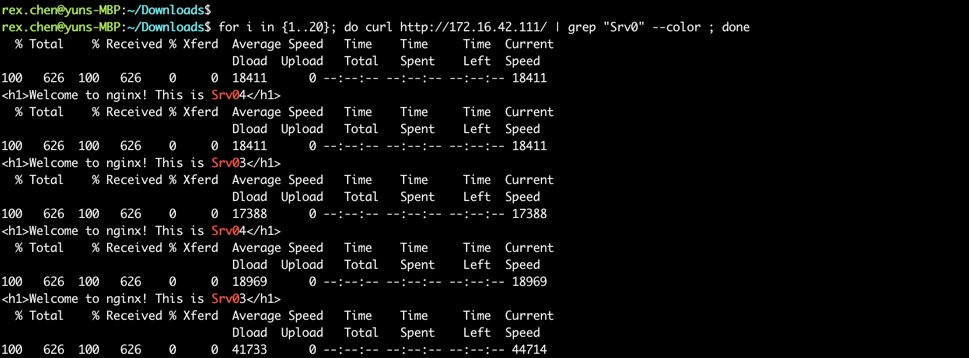 rex.chen@yuns-MBP:~/Downloads$
rex.chen@yuns-MBP:~/Downloads$ for i in {1..20}; do curl http://172.16.42.111/ | grep "Srv0" --color ; done
  % Total    % Received % Xferd  Average Speed   Time    Time     Time  Current
                                 Dload  Upload   Total   Spent    Left  Speed
100   626  100   626    0     0  18411      0 --:--:-- --:--:-- --:--:-- 18411
<h1>Welcome to nginx! This is Srv04</h1>
  % Total    % Received % Xferd  Average Speed   Time    Time     Time  Current
                                 Dload  Upload   Total   Spent    Left  Speed
100   626  100   626    0     0  18411      0 --:--:-- --:--:-- --:--:-- 18411
<h1>Welcome to nginx! This is Srv03</h1>
  % Total    % Received % Xferd  Average Speed   Time    Time     Time  Current
                                 Dload  Upload   Total   Spent    Left  Speed
100   626  100   626    0     0  17388      0 --:--:-- --:--:-- --:--:-- 17388
<h1>Welcome to nginx! This is Srv04</h1>
  % Total    % Received % Xferd  Average Speed   Time    Time     Time  Current
                                 Dload  Upload   Total   Spent    Left  Speed
100   626  100   626    0     0  18969      0 --:--:-- --:--:-- --:--:-- 18969
<h1>Welcome to nginx! This is Srv03</h1>
  % Total    % Received % Xferd  Average Speed   Time    Time     Time  Current
                                 Dload  Upload   Total   Spent    Left  Speed
100   626  100   626    0     0  41733      0 --:--:-- --:--:-- --:--:-- 44714